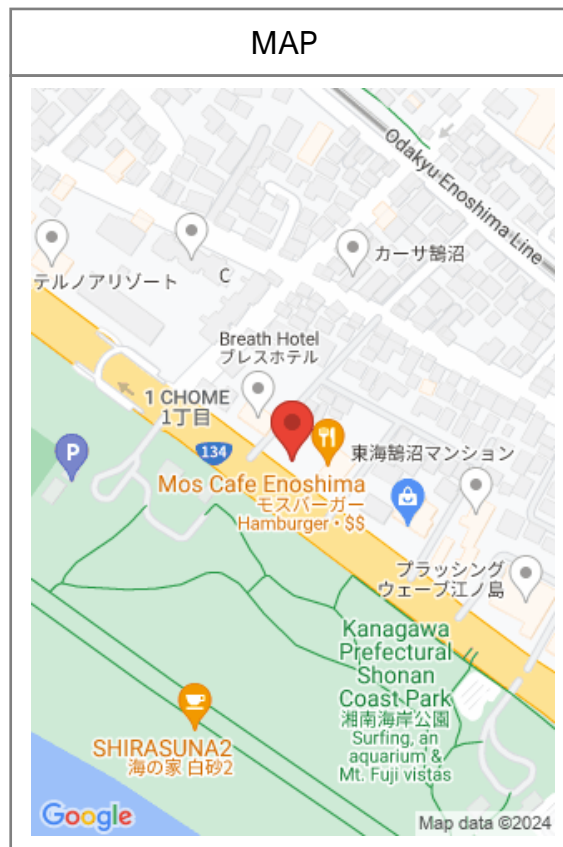 MAP
Odakyu Enoshima Line
カーサ鵠沼
テルノアリゾート
C
Breath Hotel
ブレスホテル
1 CHOME
1丁目
134
東海鵠沼マンション
Mos Cafe Enoshima
モスバーガー
Hamburger・$$
P
プラッシング
ウェーブ江ノ島
Kanagawa
Prefectural
Shonan
Coast Park
湘南海岸公園
Surfing, an
aquarium &
Mt. Fuji vistas
SHIRASUNA2
海の家 白砂2
Google
Map data ©2024